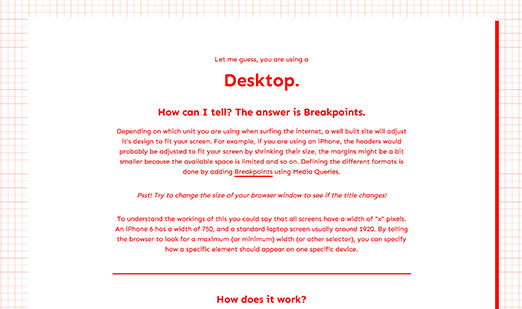 Let me guess, you are using a
Desktop.
How can I tell? The answer is Breakpoints.
Depending on which unit you are using when surfing the internet, a well built site will adjust
it's design to fit your screen. For example, if you are using an iPhone, the headers would
probably be adjusted to fit your screen by shrinking their size, the margins might be a bit
smaller because the available space is limited and so on. Defining the different formats is
done by adding Breakpoints using Media Queries.
Psst! Try to change the size of your browser window to see if the title changes!
To understand the workings of this you could say that all screens have a width of "x" pixels.
An iPhone 6 has a width of 750, and a standard laptop screen usually around 1920. By telling
the browser to look for a maximum (or minimum) width (or other selector), you can specify
how a specific element should appear on one specific device.
How does it work?